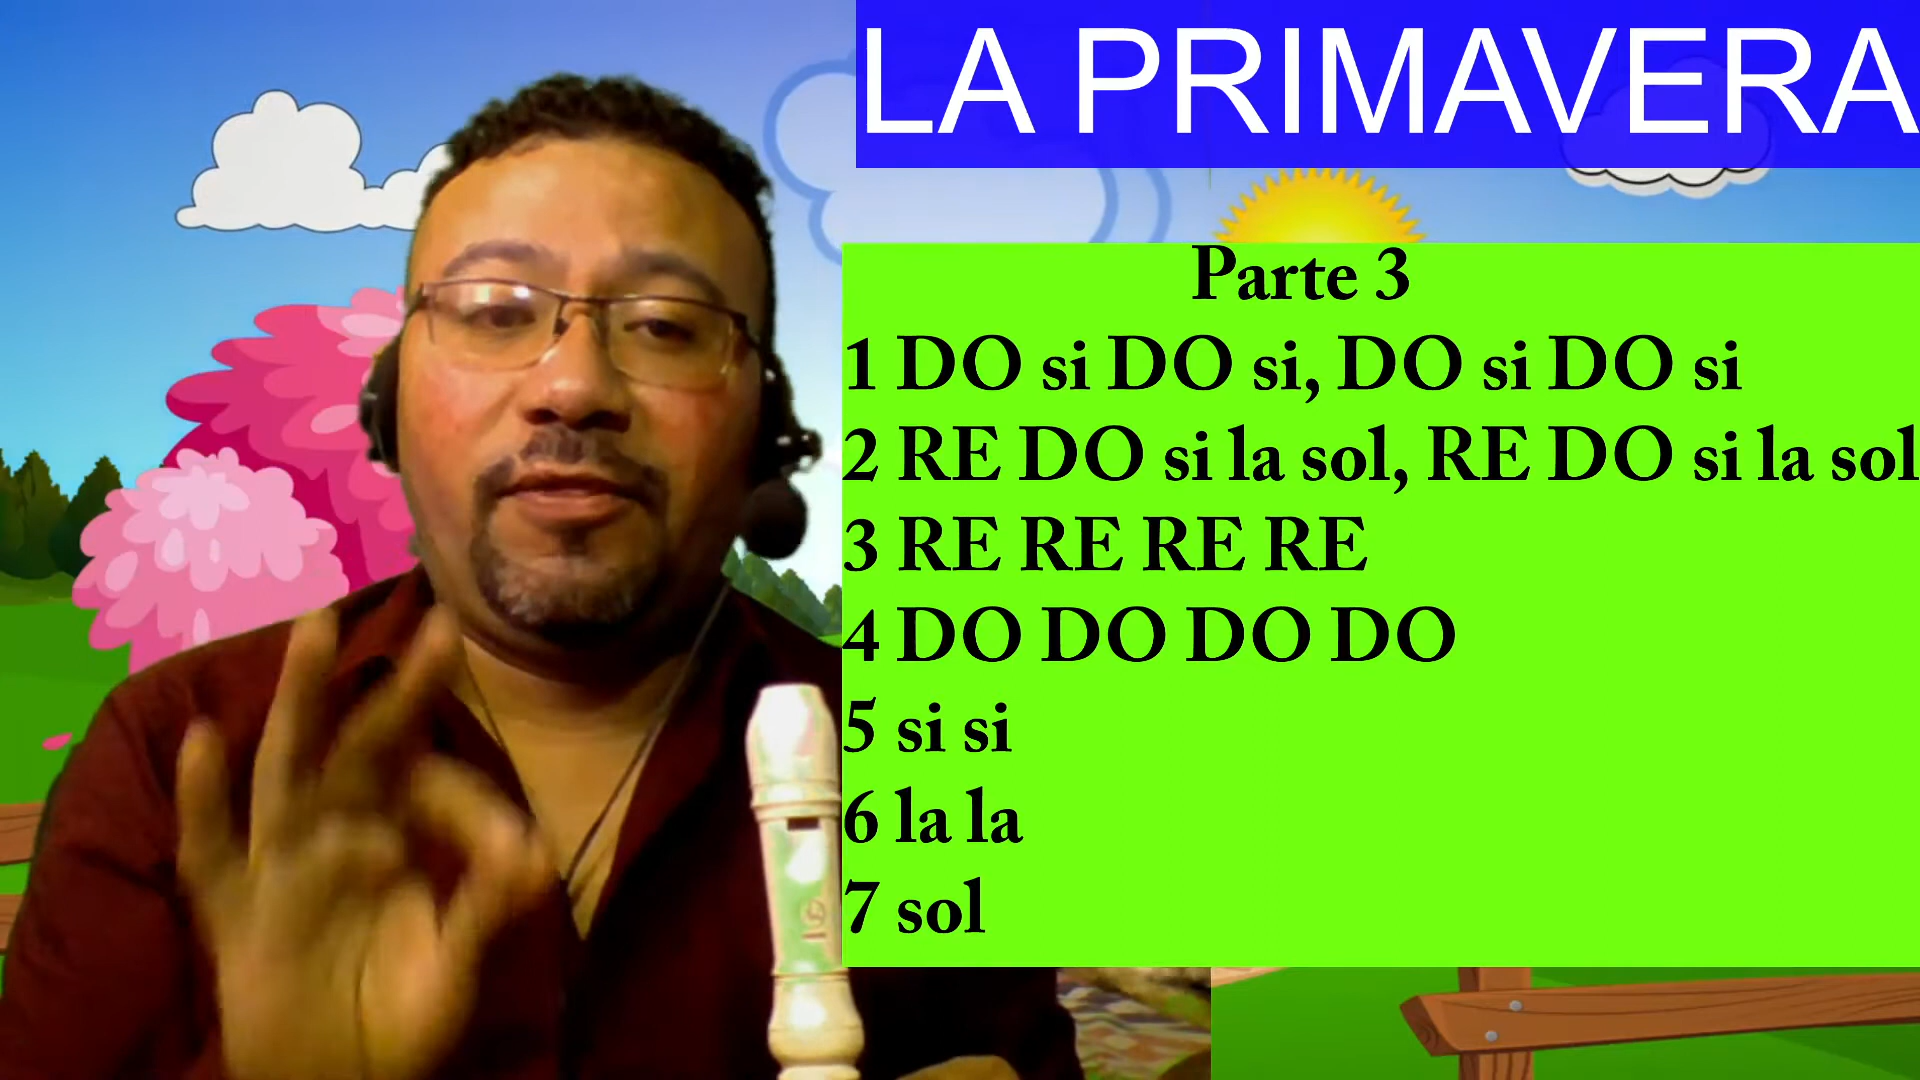 LA PRIMAVERA
Parte 3
1 DO si DO si, DO si DO si
2 RE DO si la sol, RE DO si la sol
3 RE RE RE RE
4 DO DO DO DO
5 si si
6 la la
7 sol